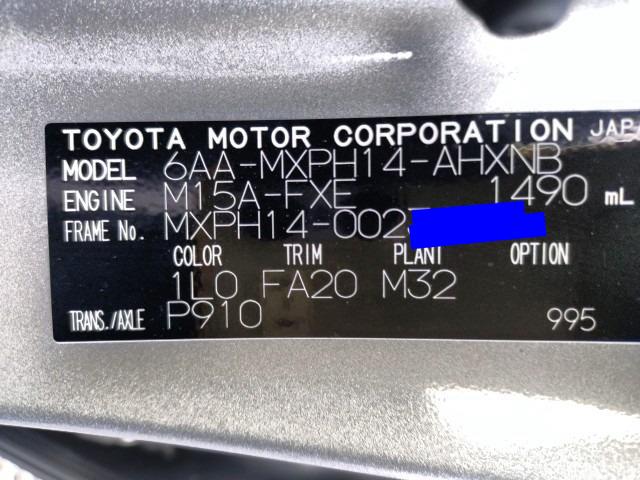 TOYOTA MOTOR CORPORATION JAPA
MODEL 6AA-MXPH14-AHXNB
ENGINE M15A-FXE 1490 mL
FRAME No. MXPH14-002
COLOR TRIM PLANT OPTION
1L0 FA20 M32
TRANS./AXLE P910 995